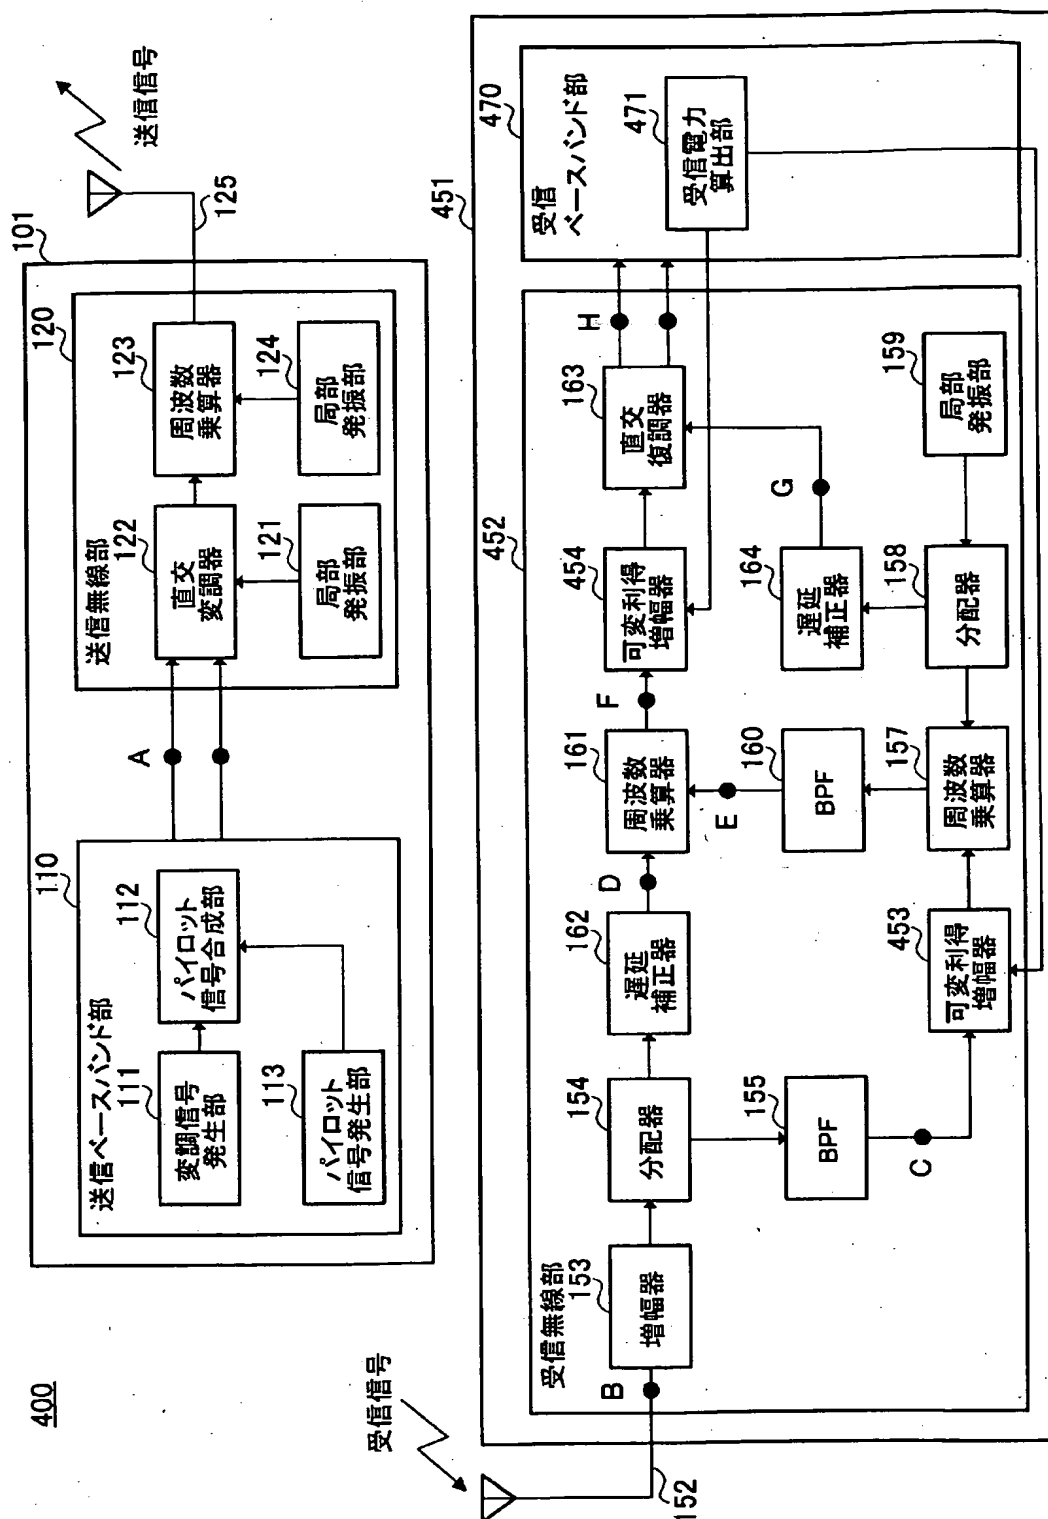 400
101
110
送信ベースバンド部
111
変調信号
発生部
112
パイロット
信号合成部
113
パイロット
信号発生部
A
120
送信無線部
122
直交
変調器
121
局部
発振部
123
周波数
乗算器
124
局部
発振部
125
送信信号
受信信号
152
451
452
受信無線部
B
153
増幅器
154
分配器
155
BPF
C
162
遅延
補正器
D
453
可変利得
増幅器
161
周波数
乗算器
E
160
BPF
157
周波数
乗算器
F
454
可変利得
増幅器
164
遅延
補正器
158
分配器
G
163
直交
復調器
159
局部
発振部
H
470
受信
ベースバンド部
471
受信電力
算出部